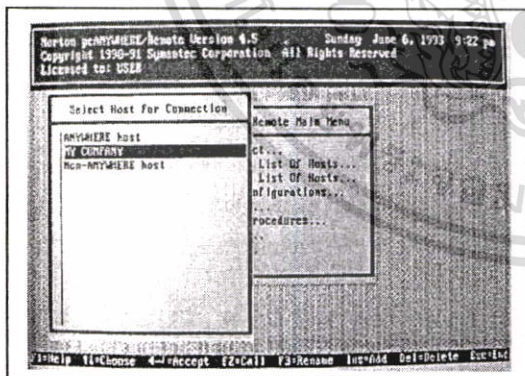 Norton pcANYWHERE/Remote Version 4.5 Sunday June 6, 1993 9:22 pm
Copyright 1990-91 Symantec Corporation All Rights Reserved
Licensed to: USER
Select Host For Connection
ANYWHERE host
MY COMPANY
Non-ANYWHERE host
Remote Main Menu
ct...
List Of Hosts...
List Of Hosts...
nfigurations...
...
rocedures...
..
F1=Help ↑↓=Choose ←┘=Accept F2=Call F3=Rename Ins=Add Del=Delete